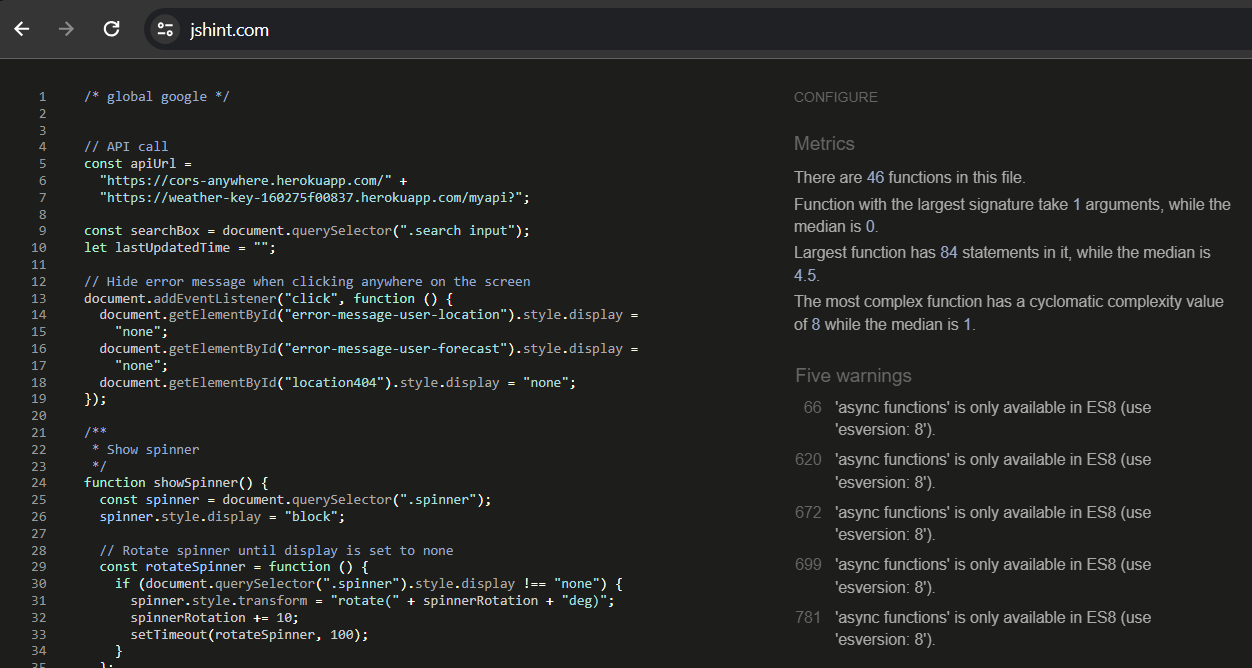 jshint.com
1 /* global google */
2
3
4 // API call
5 const apiUrl =
6 "https://cors-anywhere.herokuapp.com/" +
7 "https://weather-key-160275f00837.herokuapp.com/myapi?";
8
9 const searchBox = document.querySelector(".search input");
10 let lastUpdatedTime = "";
11
12 // Hide error message when clicking anywhere on the screen
13 document.addEventListener("click", function () {
14 document.getElementById("error-message-user-location").style.display =
15 "none";
16 document.getElementById("error-message-user-forecast").style.display =
17 "none";
18 document.getElementById("location404").style.display = "none";
19 });
20
21 /**
22 * Show spinner
23 */
24 function showSpinner() {
25 const spinner = document.querySelector(".spinner");
26 spinner.style.display = "block";
27
28 // Rotate spinner until display is set to none
29 const rotateSpinner = function () {
30 if (document.querySelector(".spinner").style.display !== "none") {
31 spinner.style.transform = "rotate(" + spinnerRotation + "deg)";
32 spinnerRotation += 10;
33 setTimeout(rotateSpinner, 100);
34 }
35 };
CONFIGURE
Metrics
There are 46 functions in this file.
Function with the largest signature take 1 arguments, while the
median is 0.
Largest function has 84 statements in it, while the median is
4.5.
The most complex function has a cyclomatic complexity value
of 8 while the median is 1.
Five warnings
66 'async functions' is only available in ES8 (use
'esversion: 8').
620 'async functions' is only available in ES8 (use
'esversion: 8').
672 'async functions' is only available in ES8 (use
'esversion: 8').
699 'async functions' is only available in ES8 (use
'esversion: 8').
781 'async functions' is only available in ES8 (use
'esversion: 8').